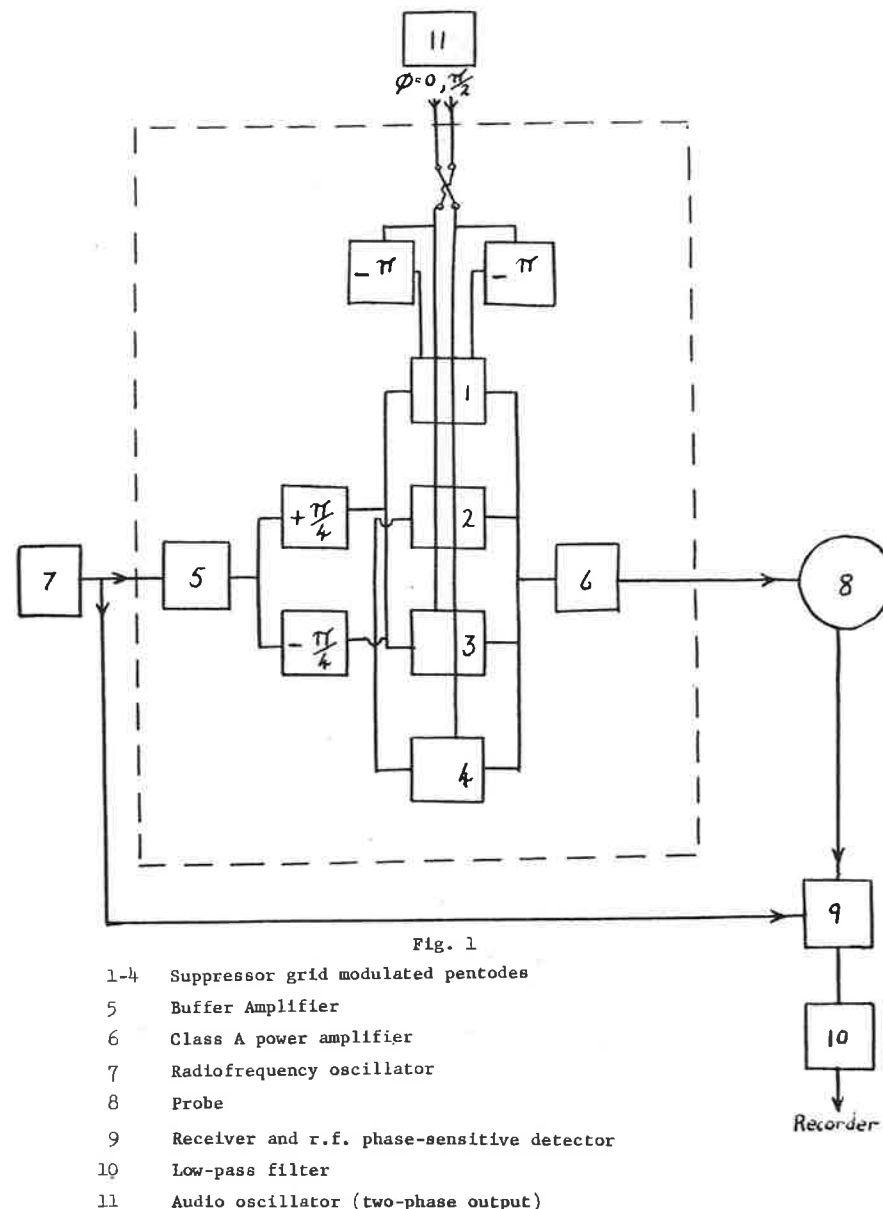 11
φ=0, π/2
-π
-π
1
+π/4
2
7
5
6
8
-π/4
3
4
9
Fig. 1
10
Recorder
1-4 Suppressor grid modulated pentodes
5 Buffer Amplifier
6 Class A power amplifier
7 Radiofrequency oscillator
8 Probe
9 Receiver and r.f. phase-sensitive detector
10 Low-pass filter
11 Audio oscillator (two-phase output)